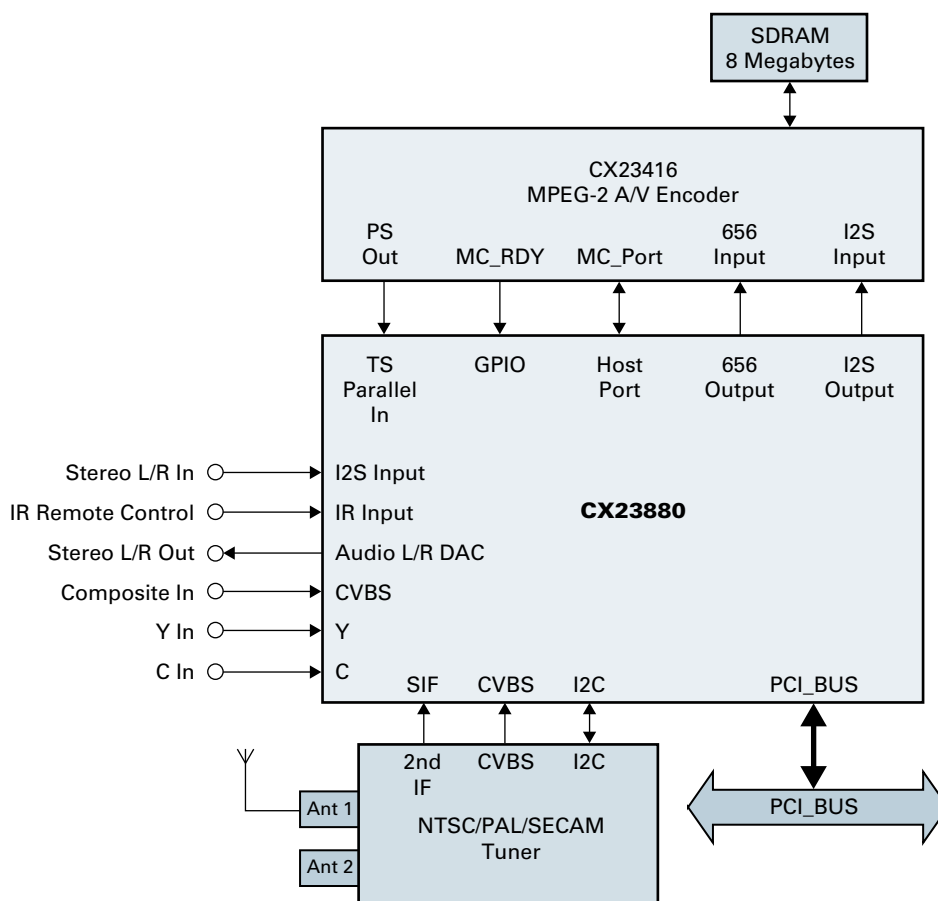 SDRAM
8 Megabytes
CX23416
MPEG-2 A/V Encoder
PS
Out
MC_RDY
MC_Port
656
Input
I2S
Input
TS
Parallel
In
GPIO
Host
Port
656
Output
I2S
Output
Stereo L/R In
I2S Input
IR Remote Control
IR Input
CX23880
Stereo L/R Out
Audio L/R DAC
Composite In
CVBS
Y In
Y
C In
C
SIF
CVBS
I2C
PCI_BUS
2nd
IF
CVBS
I2C
Ant 1
NTSC/PAL/SECAM
Tuner
Ant 2
PCI_BUS